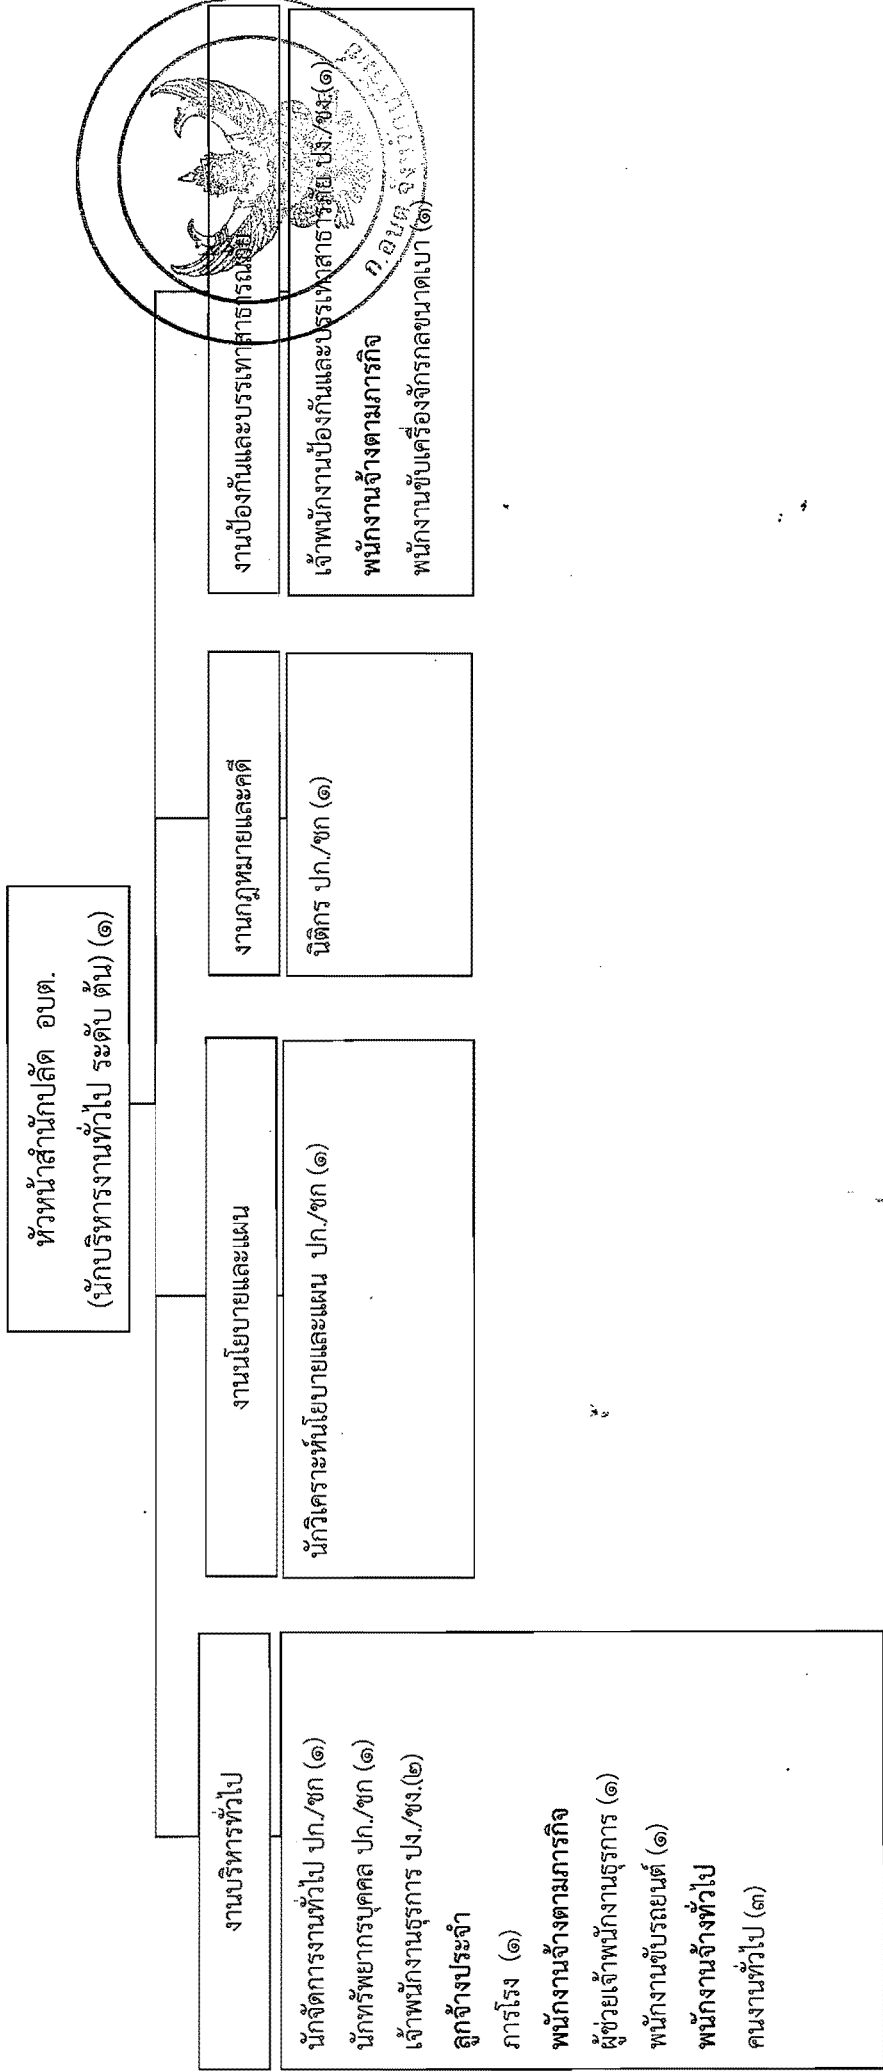 หัวหน้าสำนักปลัด อบต.
(นักบริหารงานทั่วไป ระดับ ต้น) (๑)
งานบริหารทั่วไป
นักจัดการงานทั่วไป ปก./ชก (๑)
นักทรัพยากรบุคคล ปก./ชก (๑)
เจ้าพนักงานธุรการ ปง./ชง.(๒)
ลูกจ้างประจำ
ภารโรง (๑)
พนักงานจ้างตามภารกิจ
ผู้ช่วยเจ้าพนักงานธุรการ (๑)
พนักงานขับรถยนต์ (๑)
พนักงานจ้างทั่วไป
คนงานทั่วไป (๓)
งานนโยบายและแผน
นักวิเคราะห์นโยบายและแผน ปก./ชก (๑)
งานกฎหมายและคดี
นิติกร ปก./ชก (๑)
งานป้องกันและบรรเทาสาธารณภัย
เจ้าพนักงานป้องกันและบรรเทาสาธารภัย ปง./ชง.(๑)
พนักงานจ้างตามภารกิจ
พนักงานขับเครื่องจักรกลขนาดเบา (๑)
ก.อบต. จังหวัด